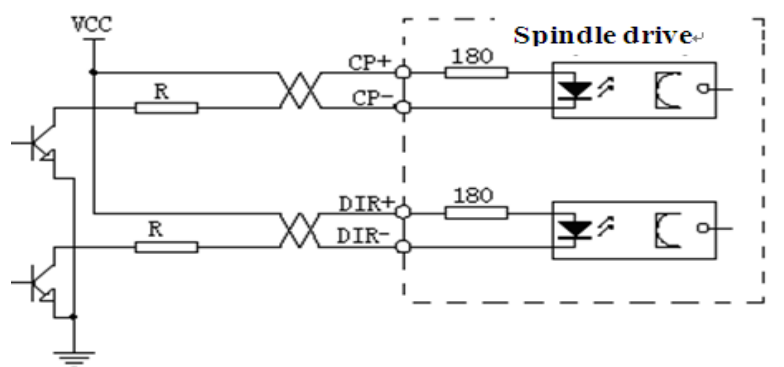 VCC
Spindle drive
CP+
180
R
CP-
DIR+
180
R
DIR-